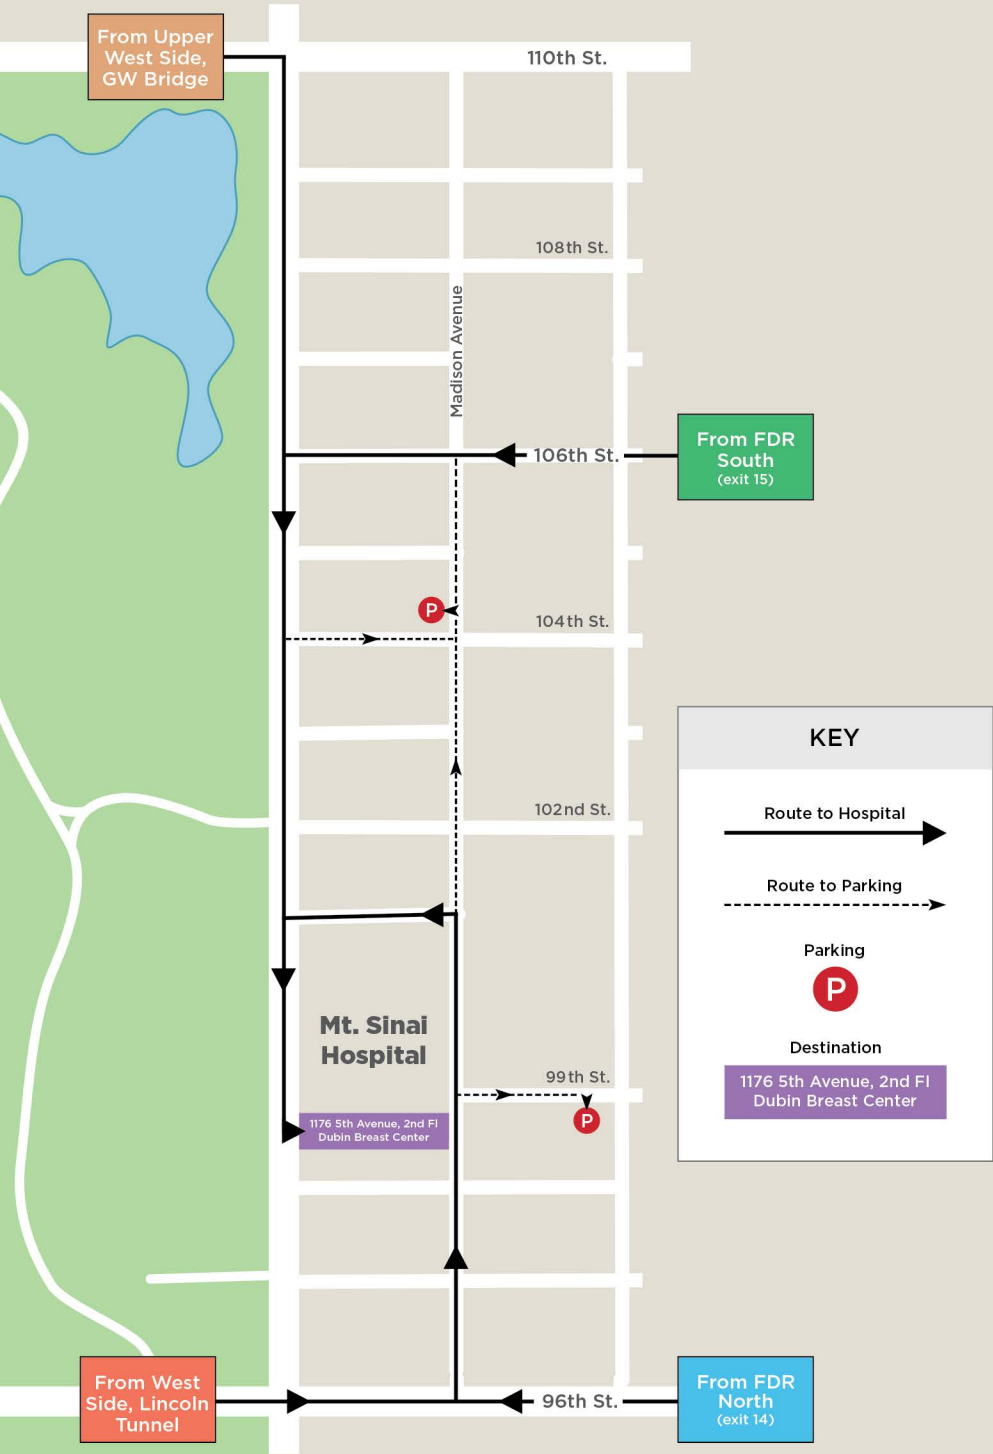 From Upper
West Side,
GW Bridge
110th St.
108th St.
Madison Avenue
106th St.
From FDR
South
(exit 15)
P
104th St.
KEY
Route to Hospital
Route to Parking
Parking
P
Destination
1176 5th Avenue, 2nd Fl
Dubin Breast Center
102nd St.
Mt. Sinai
Hospital
99th St.
P
1176 5th Avenue, 2nd Fl
Dubin Breast Center
From West
Side, Lincoln
Tunnel
96th St.
From FDR
North
(exit 14)